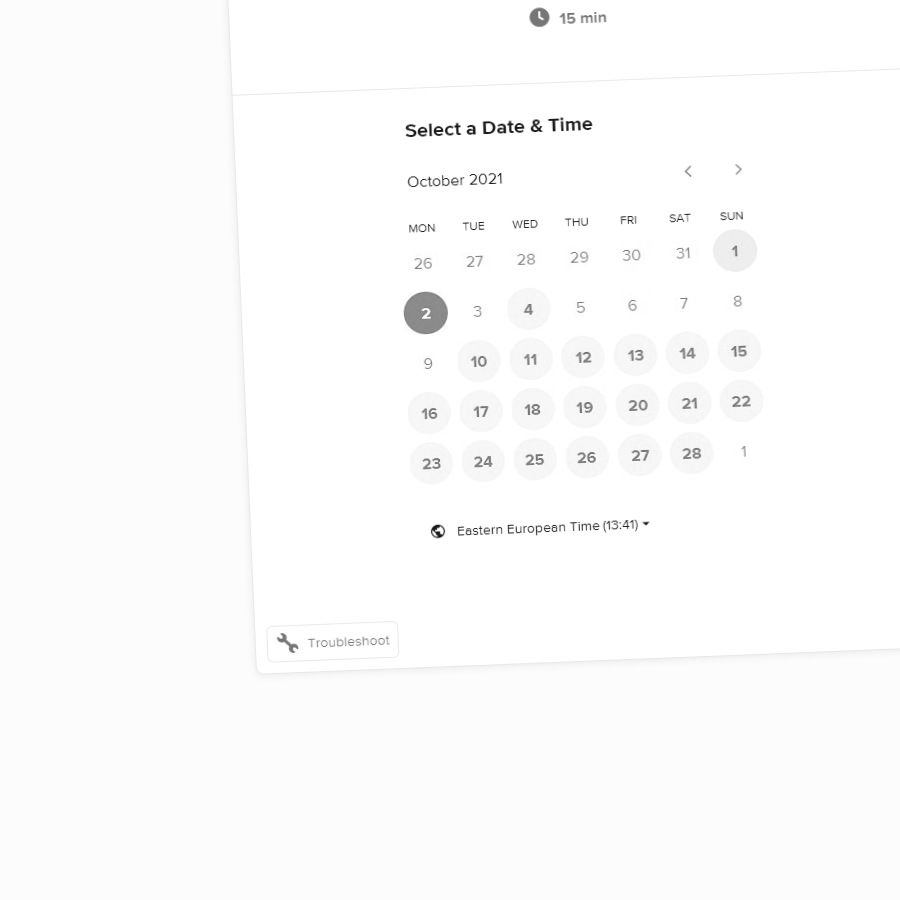 15 min
Select a Date & Time
October 2021
MON TUE WED THU FRI SAT SUN
26 27 28 29 30 31 1
2 3 4 5 6 7 8
9 10 11 12 13 14 15
16 17 18 19 20 21 22
23 24 25 26 27 28 1
Eastern European Time (13:41)
Troubleshoot